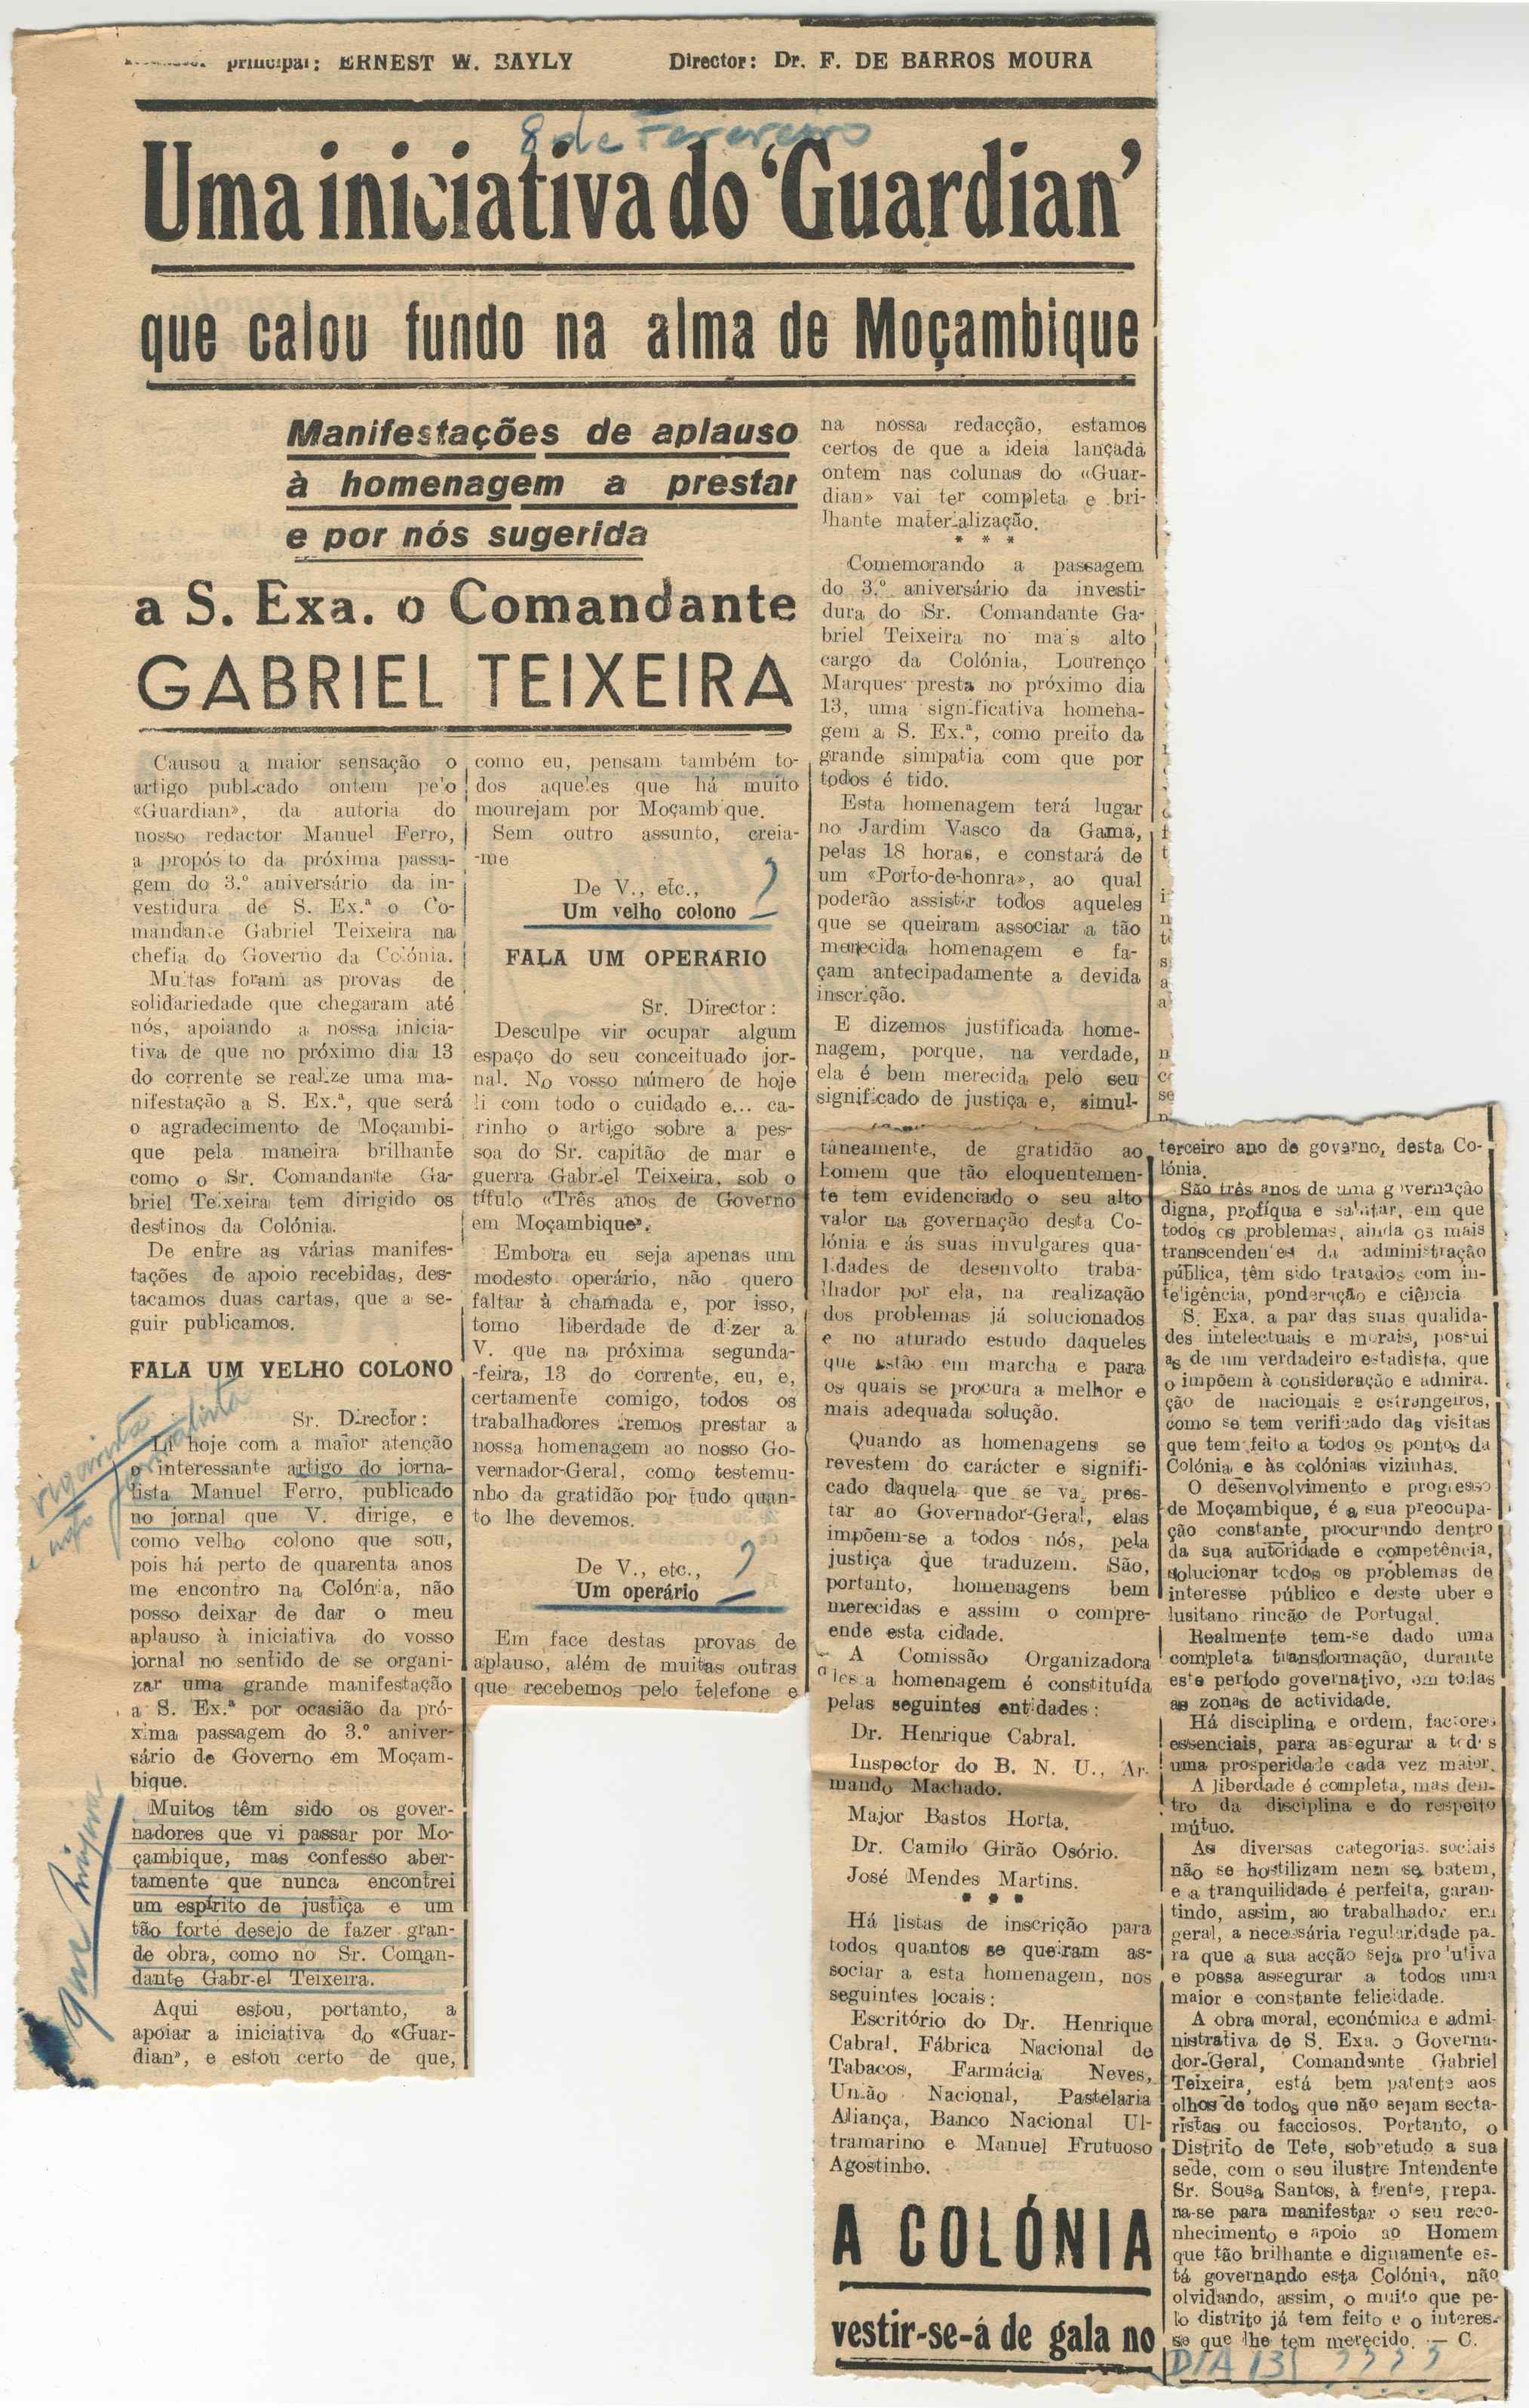 principal: ERNEST W. BAYLY
Director: Dr. F. DE BARROS MOURA
8 de Fevereiro
Uma iniciativa do 'Guardian'
que calou fundo na alma de Moçambique
Manifestações de aplauso
à homenagem a prestar
e por nós sugerida
a S. Exa. o Comandante
GABRIEL TEIXEIRA
Causou a maior sensação o
artigo publicado ontem pelo
«Guardian», da autoria do
nosso redactor Manuel Ferro,
a propósito da próxima passa-
gem do 3.º aniversário da in-
vestidura de S. Ex.ª o Co-
mandante Gabriel Teixeira na
chefia do Governo da Colónia.
Muitas foram as provas de
solidariedade que chegaram até
nós, apoiando a nossa inicia-
tiva de que no próximo dia 13
do corrente se realize uma ma-
nifestação a S. Ex.ª, que será
o agradecimento de Moçambi-
que pela maneira brilhante
como o Sr. Comandante Ga-
briel Teixeira tem dirigido os
destinos da Colónia.
De entre as várias manifes-
tações de apoio recebidas, des-
tacamos duas cartas, que a se-
guir publicamos.
FALA UM VELHO COLONO
Sr. Director:
Li hoje com a maior atenção
o interessante artigo do jorna-
lista Manuel Ferro, publicado
no jornal que V. dirige, e
como velho colono que sou,
pois há perto de quarenta anos
me encontro na Colónia, não
posso deixar de dar o meu
aplauso à iniciativa do vosso
jornal no sentido de se organi-
zar uma grande manifestação
a S. Ex.ª por ocasião da pró-
xima passagem do 3.º aniver-
sário de Governo em Moçam-
bique.
Muitos têm sido os gover-
nadores que vi passar por Mo-
çambique, mas confesso aber-
tamente que nunca encontrei
um espírito de justiça e um
tão forte desejo de fazer gran-
de obra, como no Sr. Coman-
dante Gabriel Teixeira.
Aqui estou, portanto, a
apoiar a iniciativa do «Guar-
dian», e estou certo de que,
e não jornalista
que
como eu, pensam também to-
dos aqueles que há muito
mourejam por Moçambique.
Sem outro assunto, creia-
-me
De V., etc., ?
Um velho colono
FALA UM OPERARIO
Sr. Director:
Desculpe vir ocupar algum
espaço do seu conceituado jor-
nal. No vosso número de hoje
li com todo o cuidado e... ca-
rinho o artigo sobre a pes-
soa do Sr. capitão de mar e
guerra Gabriel Teixeira, sob o
título «Três anos de Governo
em Moçambique».
Embora eu seja apenas um
modesto operário, não quero
faltar à chamada e, por isso,
tomo liberdade de dizer a
V. que na próxima segunda-
-feira, 13 do corrente, eu, e,
certamente comigo, todos os
trabalhadores iremos prestar a
nossa homenagem ao nosso Go-
vernador-Geral, como testemu-
nho da gratidão por tudo quan-
to lhe devemos.
De V., etc., ?
Um operário
Em face destas provas de
aplauso, além de muitas outras
que recebemos pelo telefone e
na nossa redacção, estamos
certos de que a ideia lançada
ontem nas colunas do «Guar-
dian» vai ter completa e bri-
lhante materialização.
* * *
Comemorando a passagem
do 3.º aniversário da investi-
dura do Sr. Comandante Ga-
briel Teixeira no mais alto
cargo da Colónia, Lourenço
Marques presta no próximo dia
13, uma significativa homena-
gem a S. Ex.ª, como preito da
grande simpatia com que por
todos é tido.
Esta homenagem terá lugar
no Jardim Vasco da Gama,
pelas 18 horas, e constará de
um «Porto-de-honra», ao qual
poderão assistir todos aqueles
que se queiram associar a tão
merecida homenagem e fa-
çam antecipadamente a devida
inscrição.
E dizemos justificada home-
nagem, porque, na verdade,
ela é bem merecida pelo seu
significado de justiça e, simul-
tâneamente, de gratidão ao
homem que tão eloquentemen-
te tem evidenciado o seu alto
valor na governação desta Co-
lónia e ás suas invulgares qua-
lidades de desenvolto traba-
lhador por ela, na realização
dos problemas já solucionados
e no aturado estudo daqueles
que estão em marcha e para
os quais se procura a melhor e
mais adequada solução.
Quando as homenagens se
revestem do carácter e signifi-
cado daquela que se va, pres-
tar ao Governador-Geral, elas
impõem-se a todos nós, pela
justiça que traduzem. São,
portanto, homenagens bem
merecidas e assim o compre-
ende esta cidade.
A Comissão Organizadora
desta homenagem é constituída
pelas seguintes entidades:
Dr. Henrique Cabral.
Inspector do B. N. U., Ar-
mando Machado.
Major Bastos Horta.
Dr. Camilo Girão Osório.
José Mendes Martins.
* * *
Há listas de inscrição para
todos quantos se queiram as-
sociar a esta homenagem, nos
seguintes locais:
Escritório do Dr. Henrique
Cabral, Fábrica Nacional de
Tabacos, Farmácia Neves,
União Nacional, Pastelaria
Aliança, Banco Nacional Ul-
tramarino e Manuel Frutuoso
Agostinho.
A COLÓNIA
vestir-se-á de gala no
DIA 13! ????
terceiro ano de governo, desta Co-
lónia.
São três anos de uma governação
digna, profíqua e salutar, em que
todos os problemas, ainda os mais
transcendentes da administração
pública, têm sido tratados com in-
teligência, ponderação e ciência.
S. Exa. a par das suas qualida-
des intelectuais e morais, possui
as de um verdadeiro estadista, que
o impõem à consideração e admira-
ção de nacionais e estrangeiros,
como se tem verificado das visitas
que tem feito a todos os pontos da
Colónia e às colónias vizinhas.
O desenvolvimento e progresso
de Moçambique, é a sua preocupa-
ção constante, procurando dentro
da sua autoridade e competência,
solucionar todos os problemas de
interesse público e deste uber e
lusitano rincão de Portugal.
Realmente tem-se dado uma
completa transformação, durante
este período governativo, em todas
as zonas de actividade.
Há disciplina e ordem, factores
essenciais, para assegurar a todos
uma prosperidade cada vez maior.
A liberdade é completa, mas den-
tro da disciplina e do respeito
mútuo.
As diversas categorias sociais
não se hostilizam nem se batem,
e a tranquilidade é perfeita, garan-
tindo, assim, ao trabalhador em
geral, a necessária regularidade pa-
ra que a sua acção seja produtiva
e possa assegurar a todos uma
maior e constante felicidade.
A obra moral, económica e admi-
nistrativa de S. Exa. o Governa-
dor-Geral, Comandante Gabriel
Teixeira, está bem patente aos
olhos de todos que não sejam secta-
ristas ou facciosos. Portanto, o
Distrito de Tete, sobretudo a sua
sede, com o seu ilustre Intendente
Sr. Sousa Santos, à frente, prepa-
ra-se para manifestar o seu reco-
nhecimento e apoio ao Homem
que tão brilhante e dignamente es-
tá governando esta Colónia, não
olvidando, assim, o muito que pe-
lo distrito já tem feito e o interes-
se que lhe tem merecido. — C.